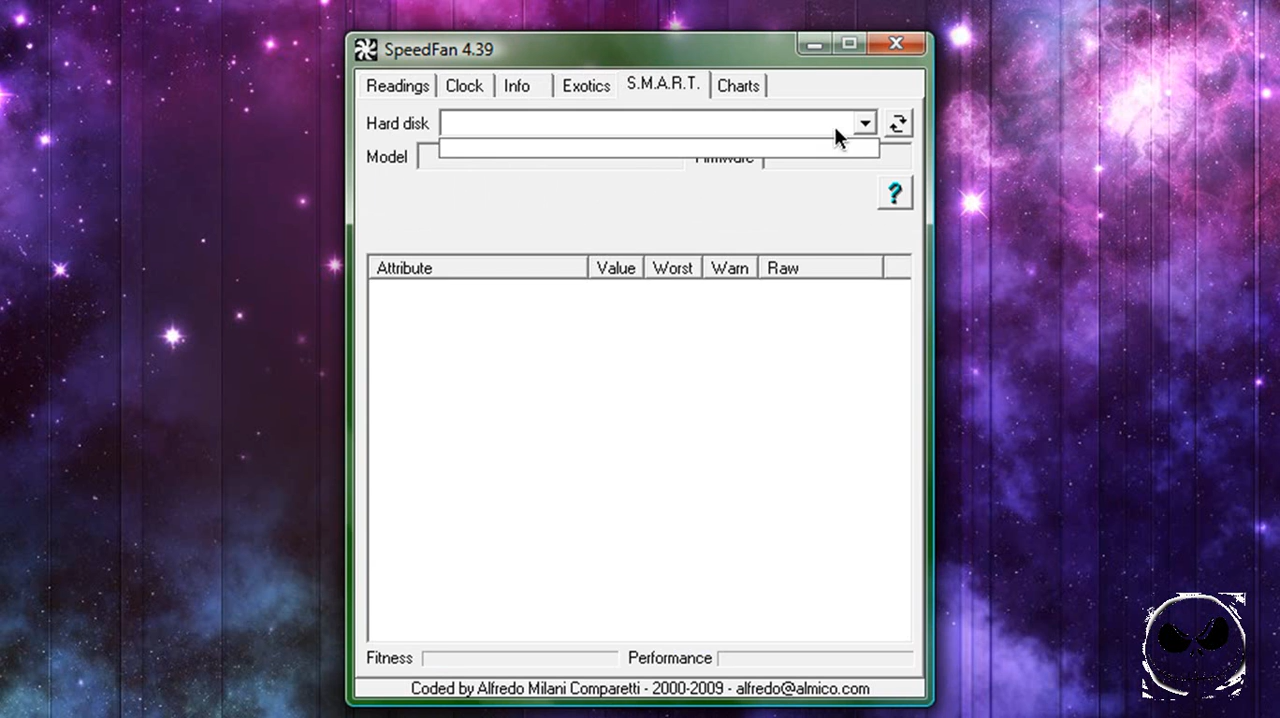 SpeedFan 4.39
Readings Clock Info Exotics S.M.A.R.T. Charts
Hard disk
Model Firmware
?
Attribute Value Worst Warn Raw
Fitness Performance
Coded by Alfredo Milani Comparetti - 2000-2009 - alfredo@almico.com